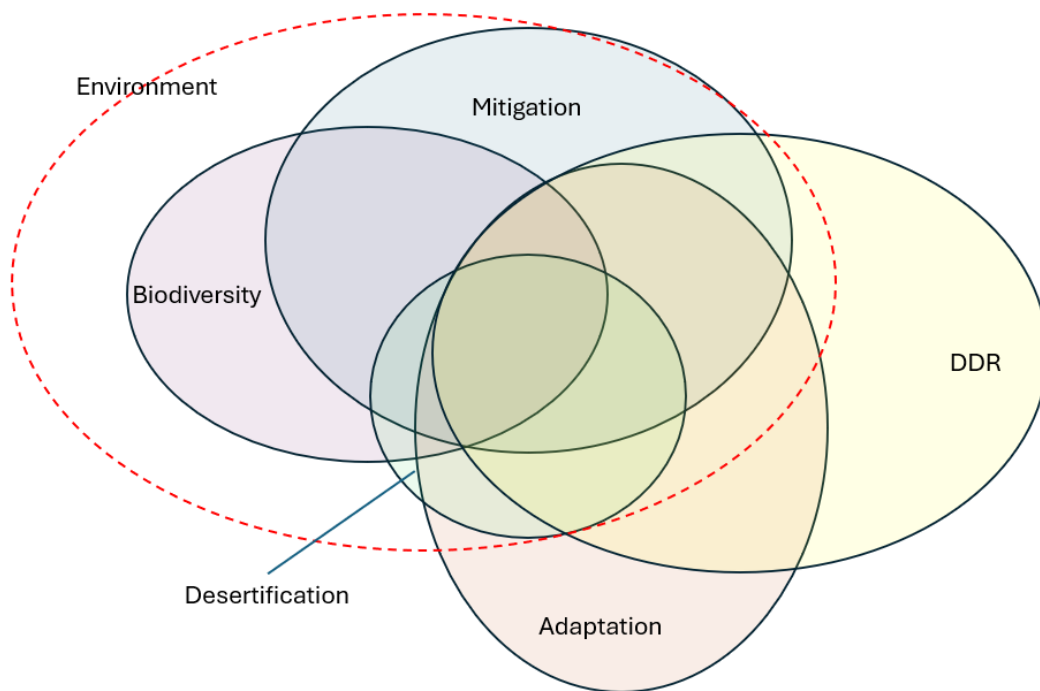 Environment
Mitigation
Biodiversity
DDR
Desertification
Adaptation